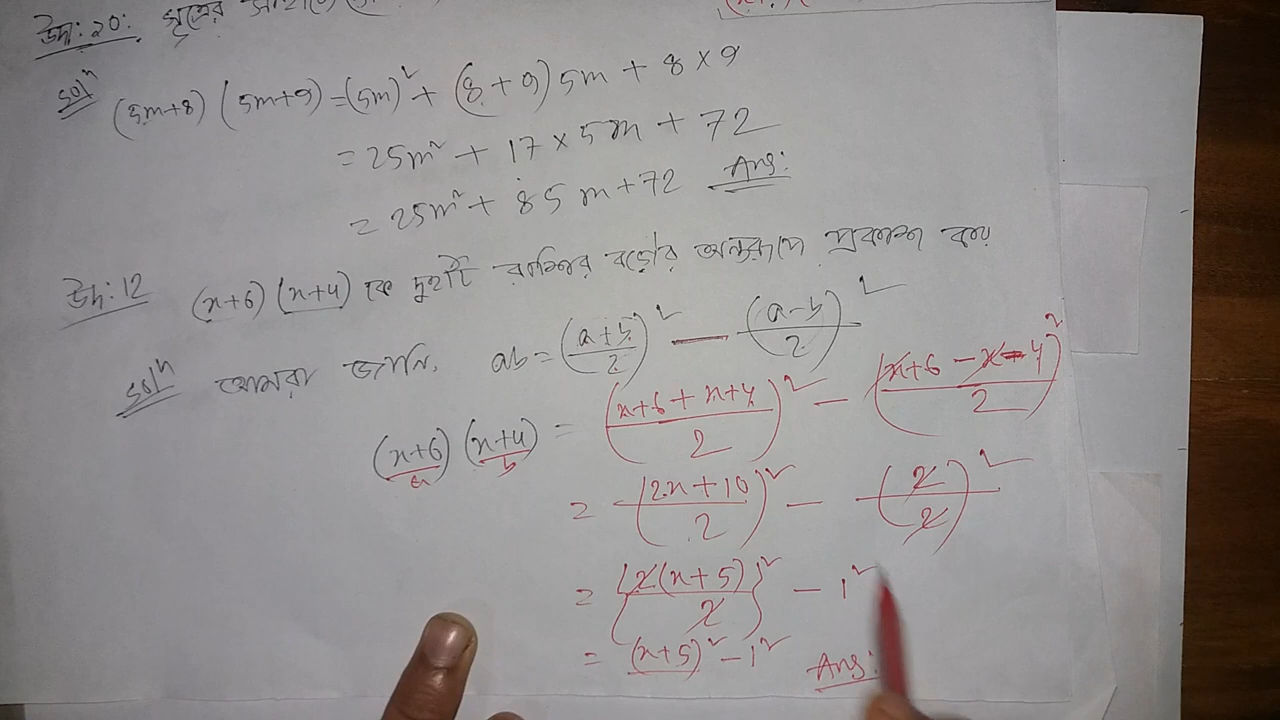 উদা: ২০: সূত্রের
Solⁿ (5m+8) (5m+9) = (5m)² + (8+9) 5m + 8 × 9
= 25m² + 17 × 5m + 72
= 25m² + 85m + 72 Ans:
উদা: 12 (x+6) (x+4) কে দুইটি রাশির বর্গের অন্তররূপে প্রকাশ কর
Solⁿ আমরা জানি, ab = (a+b/2)² — (a-b/2)²
(x+6) (x+4) = (x+6+x+4/2)² - (x+6-x-4/2)²
a b
= (2x+10/2)² - (2/2)²
= {2(x+5)/2}² - 1²
= (x+5)² - 1² Ans: